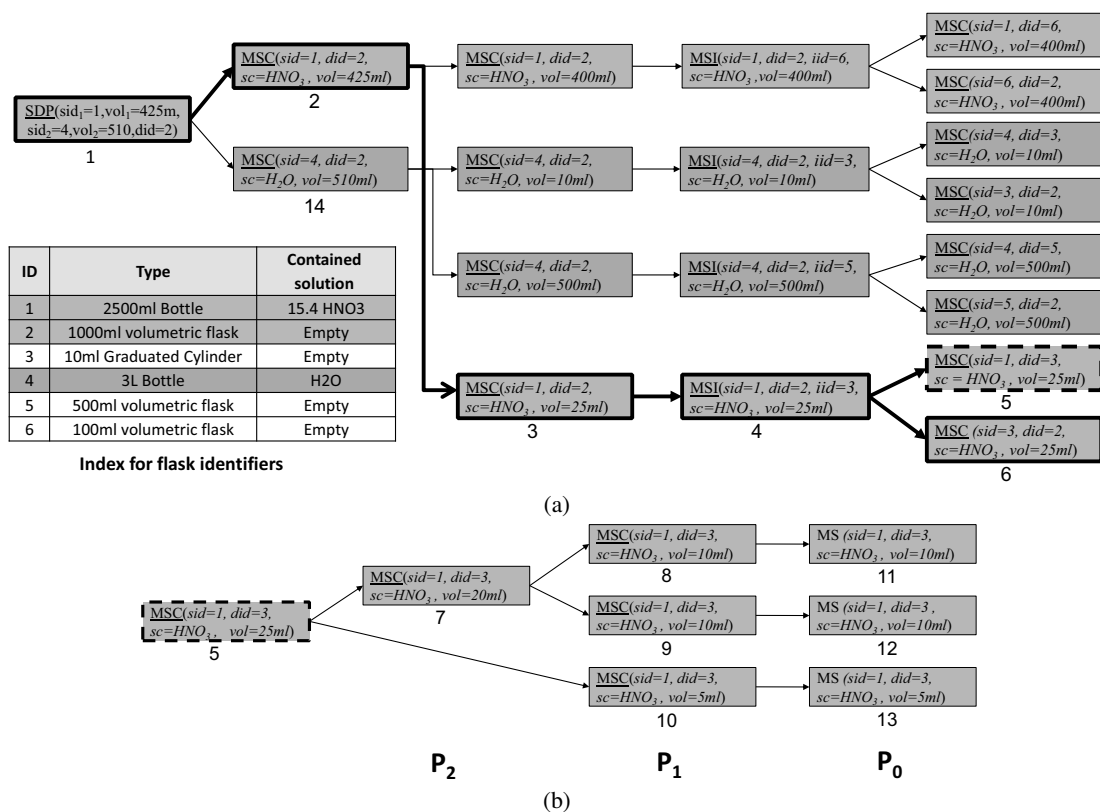 MSC(sid=1, did=2,
sc=HNO3, vol=425ml)
2
MSC(sid=1, did=2,
sc=HNO3, vol=400ml)
MSI(sid=1, did=2, iid=6,
sc=HNO3, vol=400ml)
MSC(sid=1, did=6,
sc=HNO3, vol=400ml)
MSC(sid=6, did=2,
sc=HNO3, vol=400ml)
SDP(sid1=1,vol1=425m,
sid2=4,vol2=510,did=2)
1
MSC(sid=4, did=2,
sc=H2O, vol=510ml)
14
MSC(sid=4, did=2,
sc=H2O, vol=10ml)
MSI(sid=4, did=2, iid=3,
sc=H2O, vol=10ml)
MSC(sid=4, did=3,
sc=H2O, vol=10ml)
MSC(sid=3, did=2,
sc=H2O, vol=10ml)
MSC(sid=4, did=2,
sc=H2O, vol=500ml)
MSI(sid=4, did=2, iid=5,
sc=H2O, vol=500ml)
MSC(sid=4, did=5,
sc=H2O, vol=500ml)
MSC(sid=5, did=2,
sc=H2O, vol=500ml)
MSC(sid=1, did=2,
sc=HNO3, vol=25ml)
3
MSI(sid=1, did=2, iid=3,
sc=HNO3, vol=25ml)
4
MSC(sid=1, did=3,
sc = HNO3, vol=25ml)
5
MSC (sid=3, did=2,
sc=HNO3, vol=25ml)
6
ID Type Contained solution
1 2500ml Bottle 15.4 HNO3
2 1000ml volumetric flask Empty
3 10ml Graduated Cylinder Empty
4 3L Bottle H2O
5 500ml volumetric flask Empty
6 100ml volumetric flask Empty
Index for flask identifiers
(a)
MSC(sid=1, did=3,
sc=HNO3, vol=25ml)
5
MSC(sid=1, did=3,
sc=HNO3, vol=20ml)
7
MSC(sid=1, did=3,
sc=HNO3, vol=10ml)
8
MS (sid=1, did=3,
sc=HNO3, vol=10ml)
11
MSC(sid=1, did=3,
sc=HNO3, vol=10ml)
9
MS (sid=1, did=3 ,
sc=HNO3, vol=10ml)
12
MSC(sid=1, did=3,
sc=HNO3, vol=5ml)
10
MS (sid=1, did=3,
sc=HNO3, vol=5ml)
13
P2 P1 P0
(b)